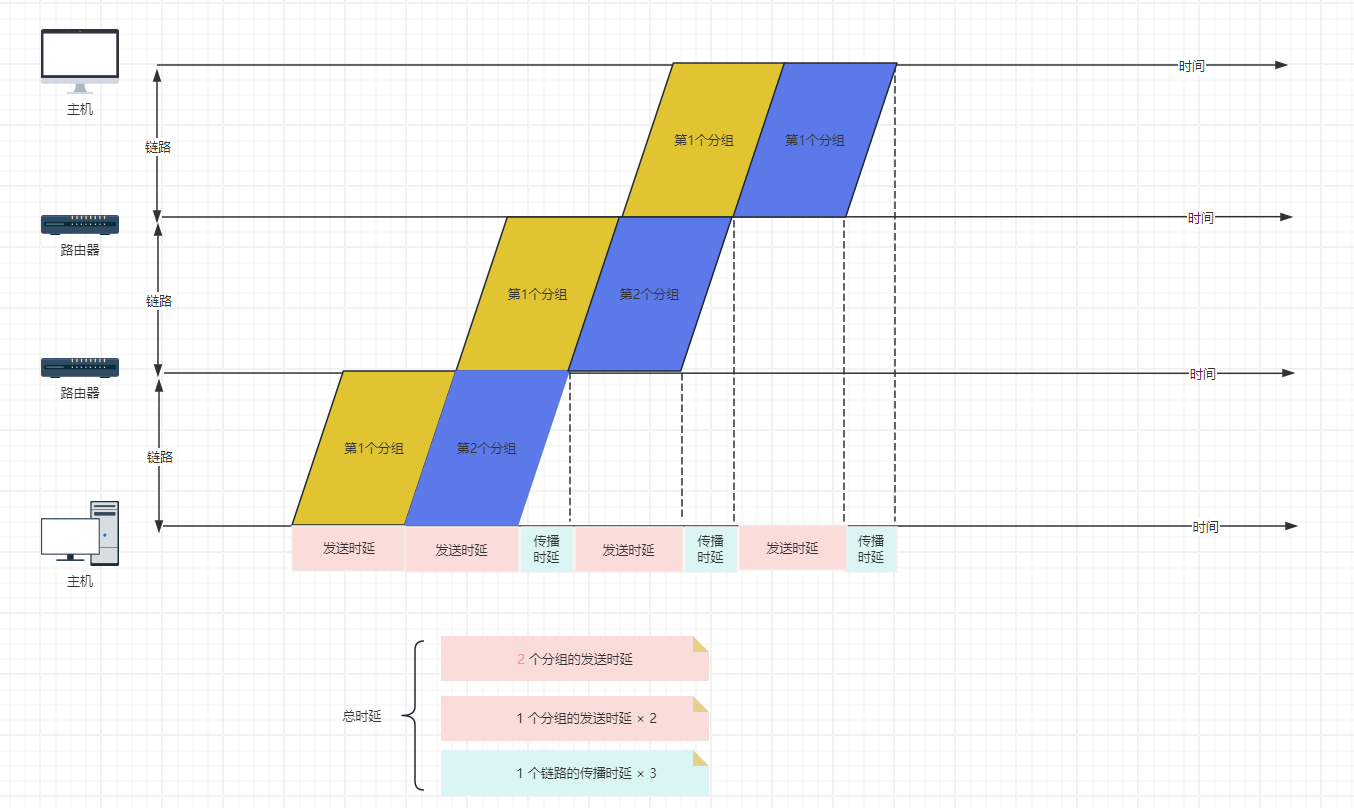 时间
主机
第1个分组
第1个分组
链路
时间
路由器
第1个分组
第2个分组
链路
时间
路由器
第1个分组
第2个分组
链路
时间
主机
发送时延
发送时延
传播
时延
发送时延
传播
时延
发送时延
传播
时延
总时延
2 个分组的发送时延
1 个分组的发送时延 × 2
1 个链路的传播时延 × 3